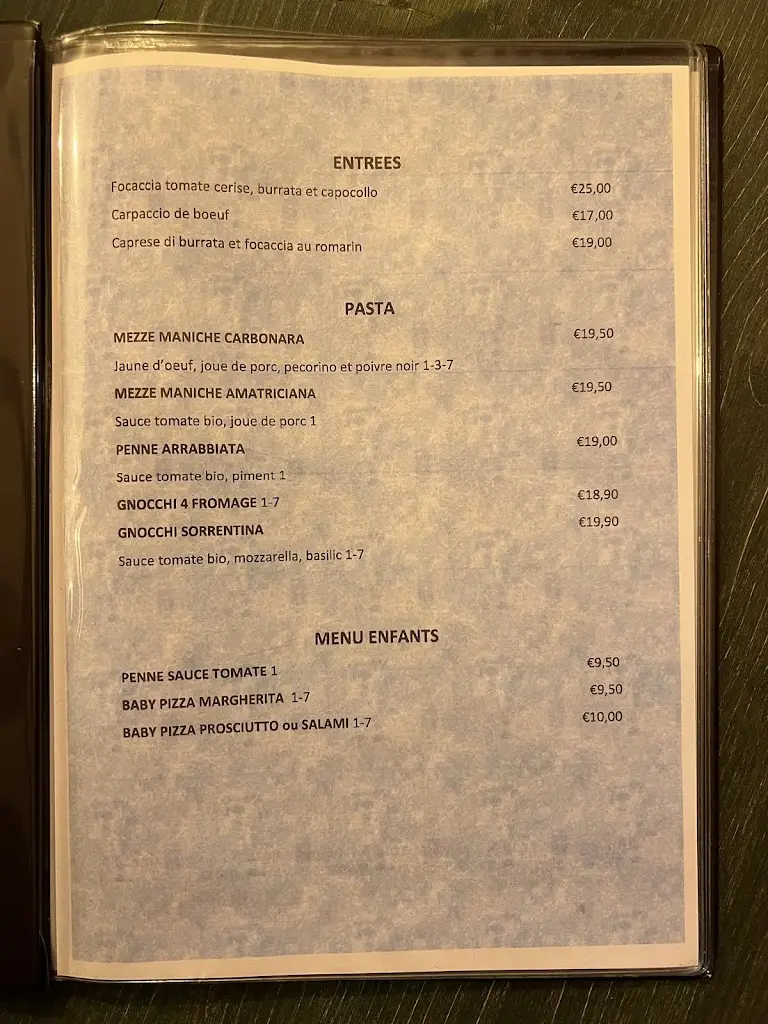 ENTREES
Focaccia tomate cerise, burrata et capocollo €25,00
Carpaccio de boeuf €17,00
Caprese di burrata et focaccia au romarin €19,00
PASTA
MEZZE MANICHE CARBONARA €19,50
Jaune d'oeuf, joue de porc, pecorino et poivre noir 1-3-7
MEZZE MANICHE AMATRICIANA €19,50
Sauce tomate bio, joue de porc 1
PENNE ARRABBIATA €19,00
Sauce tomate bio, piment 1
GNOCCHI 4 FROMAGE 1-7 €18,90
GNOCCHI SORRENTINA €19,90
Sauce tomate bio, mozzarella, basilic 1-7
MENU ENFANTS
PENNE SAUCE TOMATE 1 €9,50
BABY PIZZA MARGHERITA 1-7 €9,50
BABY PIZZA PROSCIUTTO ou SALAMI 1-7 €10,00